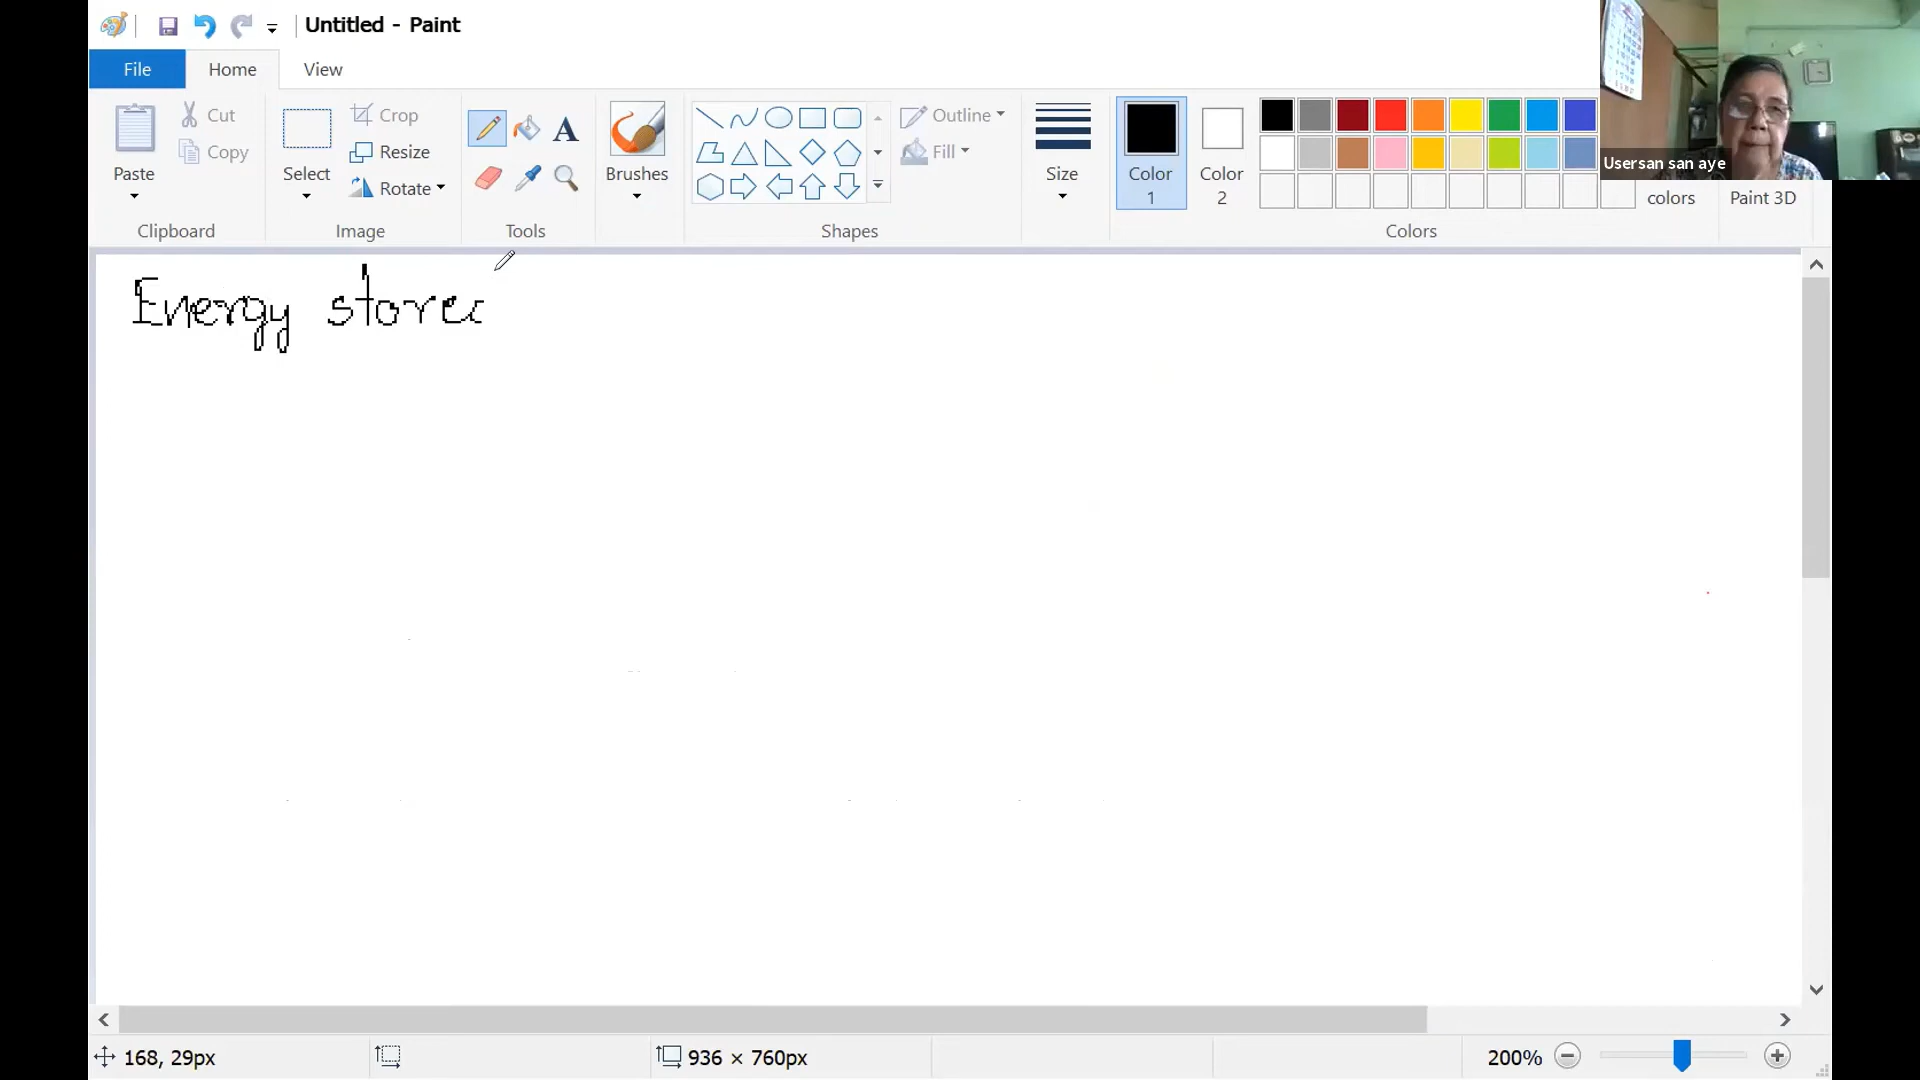 Untitled - Paint
File Home View
Paste
Cut
Copy
Clipboard
Select
Crop
Resize
Rotate
Image
A
Tools
Brushes
Shapes
Outline
Fill
Size
Color 1
Color 2
colors
Colors
Paint 3D
Usersan san aye
Energy stored
168, 29px
936 × 760px
200%